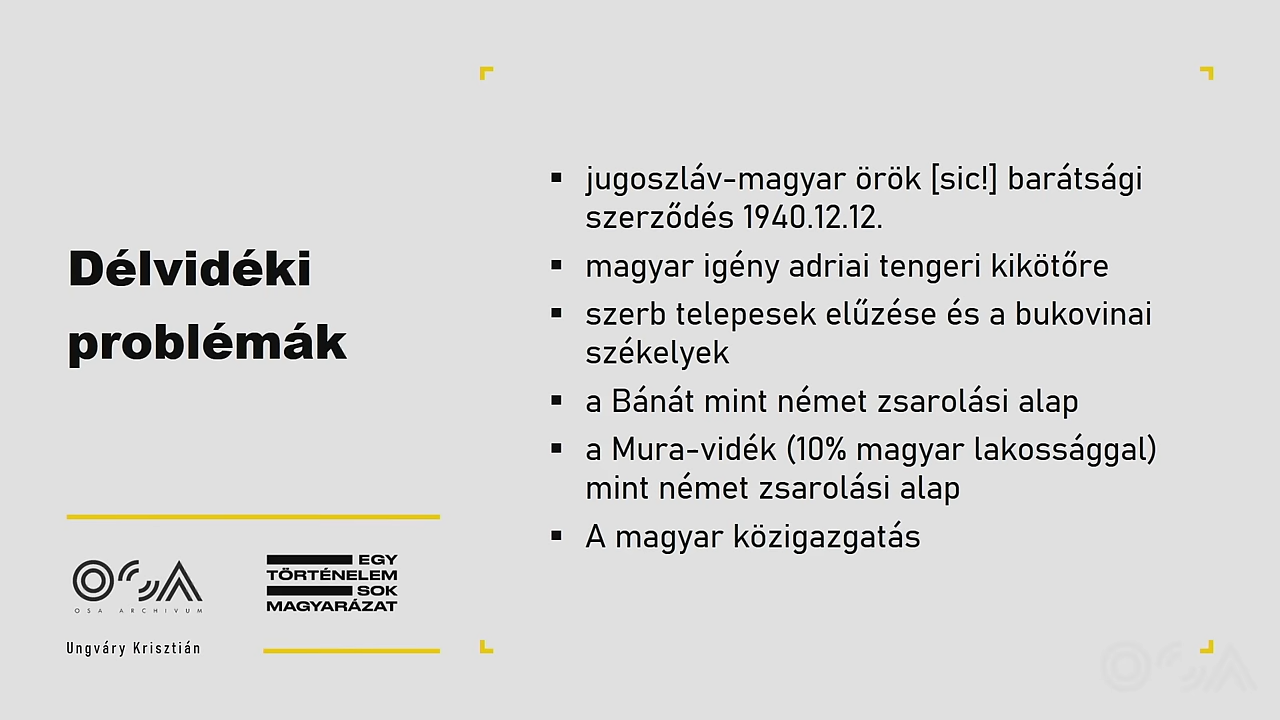 Délvidéki
problémák
▪ jugoszláv-magyar örök [sic!] barátsági
szerződés 1940.12.12.
▪ magyar igény adriai tengeri kikötőre
▪ szerb telepesek elűzése és a bukovinai
székelyek
▪ a Bánát mint német zsarolási alap
▪ a Mura-vidék (10% magyar lakossággal)
mint német zsarolási alap
▪ A magyar közigazgatás
OSA
OSA ARCHIVUM
EGY
TÖRTÉNELEM
SOK
MAGYARÁZAT
Ungváry Krisztián
OSA